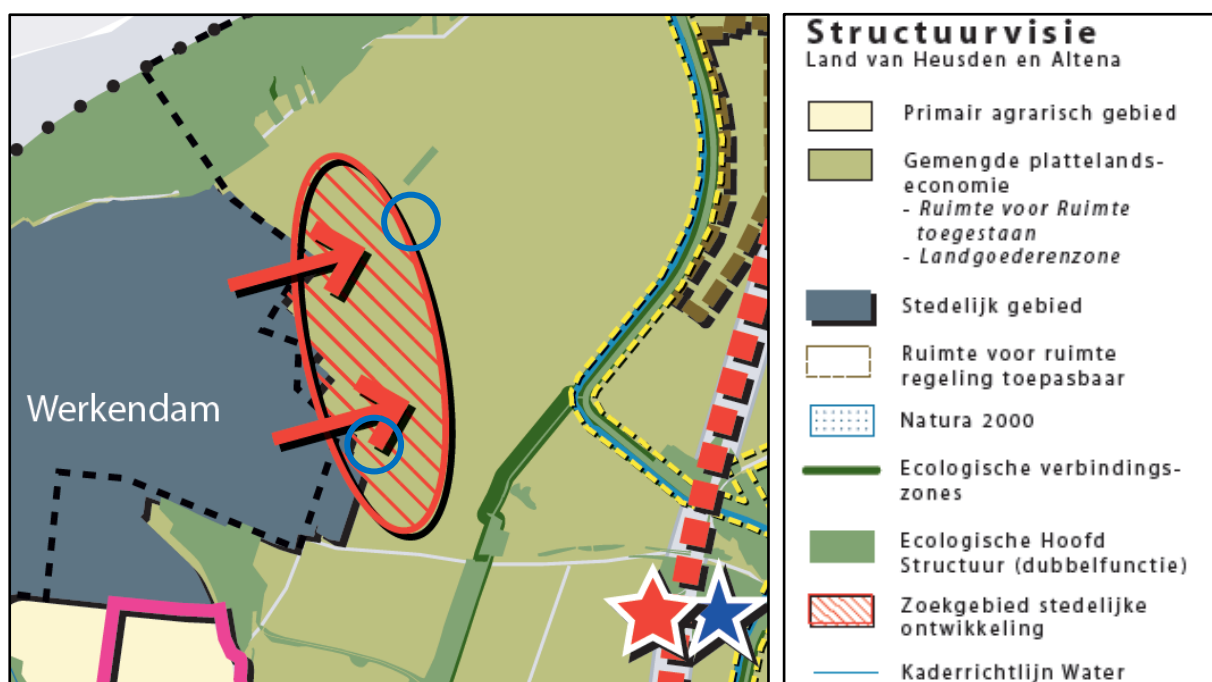 Werkendam
Structuurvisie
Land van Heusden en Altena
Primair agrarisch gebied
Gemengde plattelands-
economie
- Ruimte voor Ruimte
toegestaan
- Landgoederenzone
Stedelijk gebied
Ruimte voor ruimte
regeling toepasbaar
Natura 2000
Ecologische verbindings-
zones
Ecologische Hoofd
Structuur (dubbelfunctie)
Zoekgebied stedelijke
ontwikkeling
Kaderrichtlijn Water